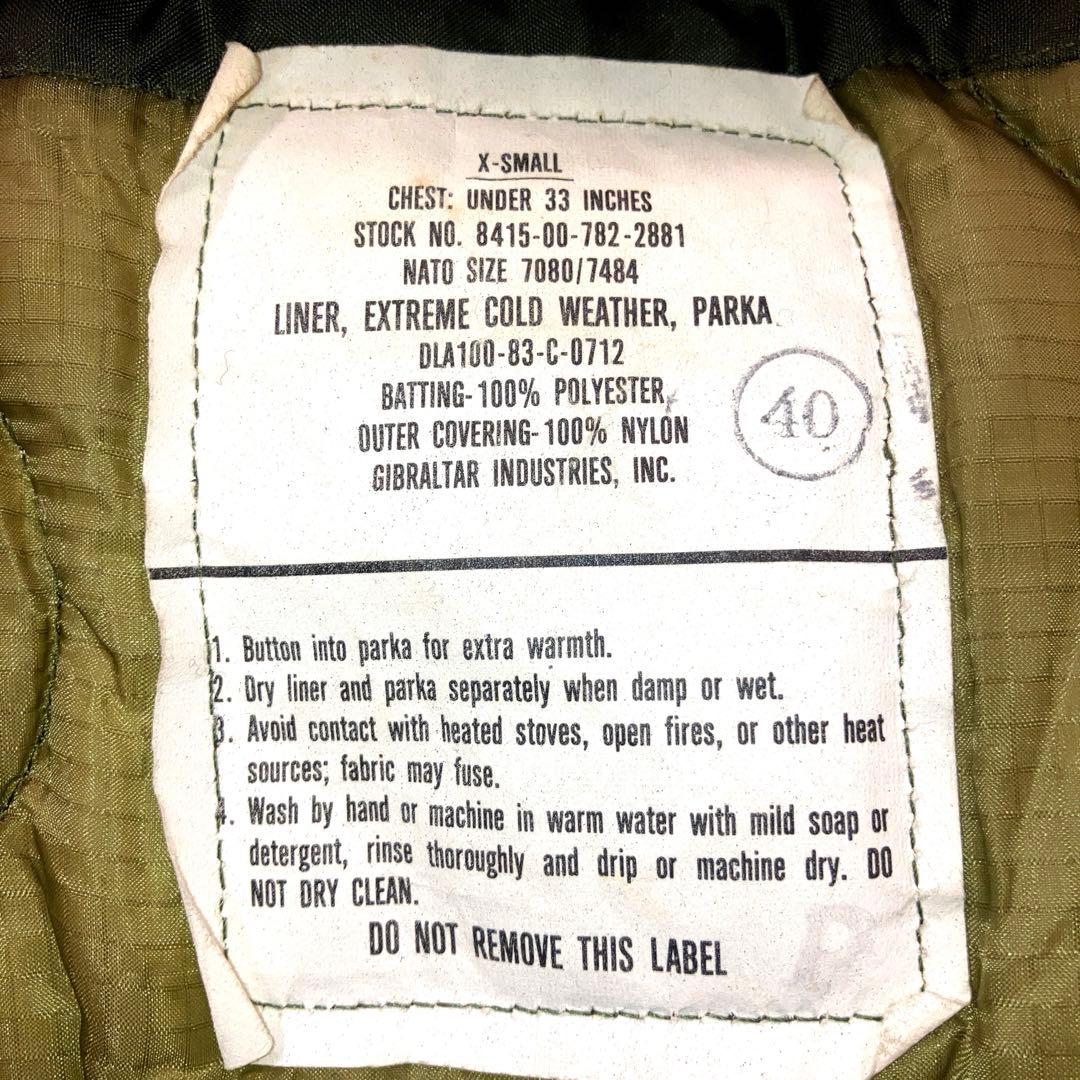 X-SMALL
CHEST: UNDER 33 INCHES
STOCK NO. 8415-00-782-2881
NATO SIZE 7080/7484
LINER, EXTREME COLD WEATHER, PARKA
DLA100-83-C-0712
BATTING-100% POLYESTER
OUTER COVERING-100% NYLON
GIBRALTAR INDUSTRIES, INC.
40
1. Button into parka for extra warmth.
2. Dry liner and parka separately when damp or wet.
3. Avoid contact with heated stoves, open fires, or other heat
sources; fabric may fuse.
4. Wash by hand or machine in warm water with mild soap or
detergent, rinse thoroughly and drip or machine dry. DO
NOT DRY CLEAN.
DO NOT REMOVE THIS LABEL
P